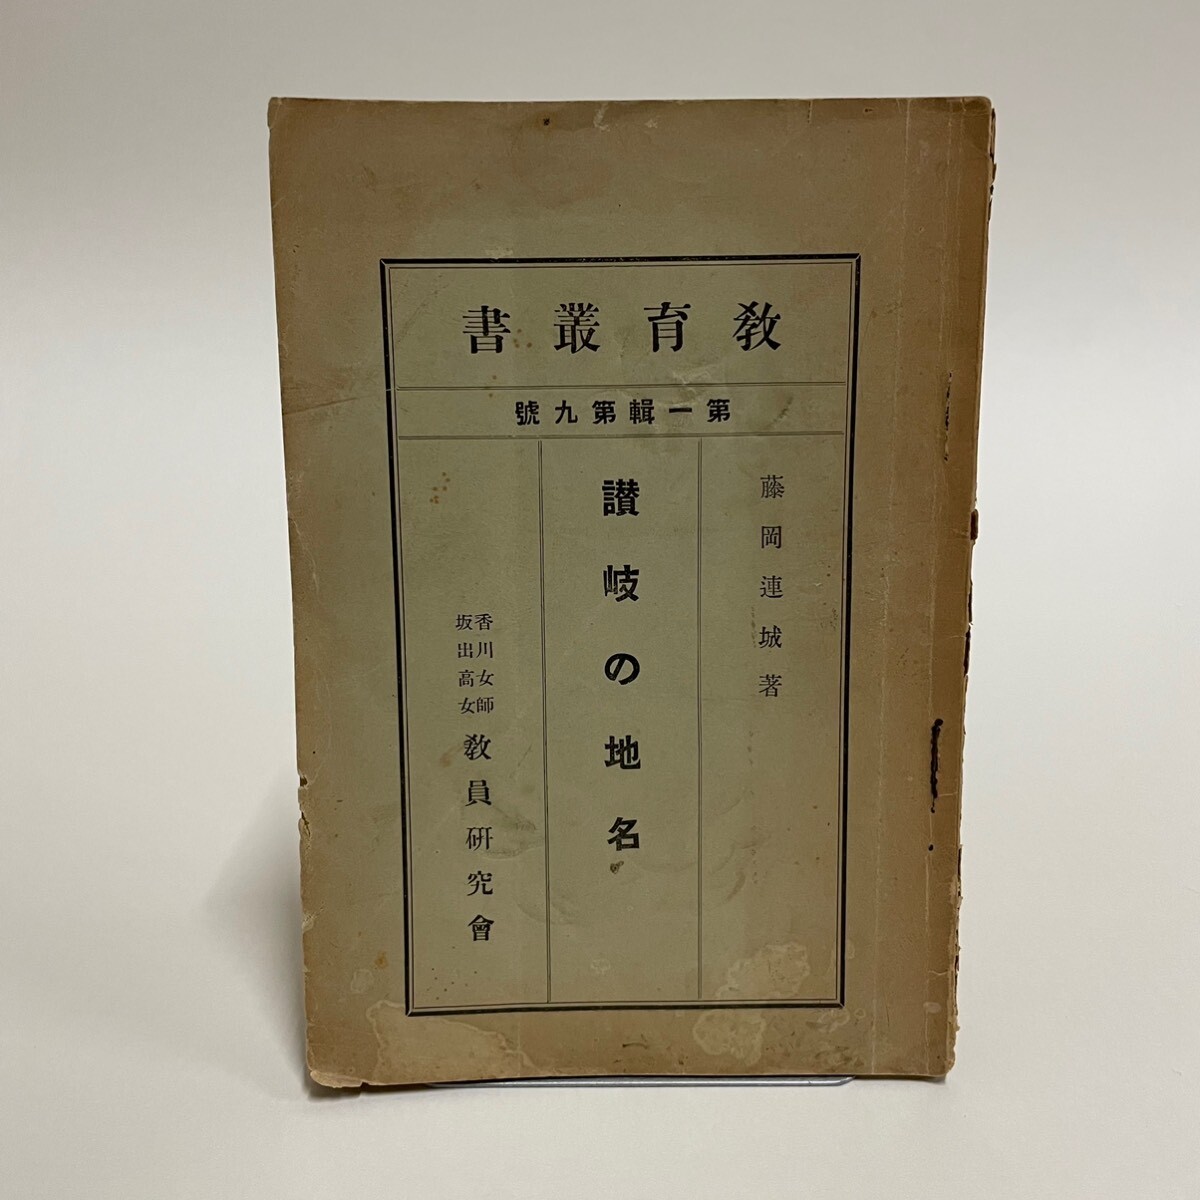 教育叢書
第一輯第九號
藤岡連城著
讃岐の地名
香川女師
坂出高女
教員研究會